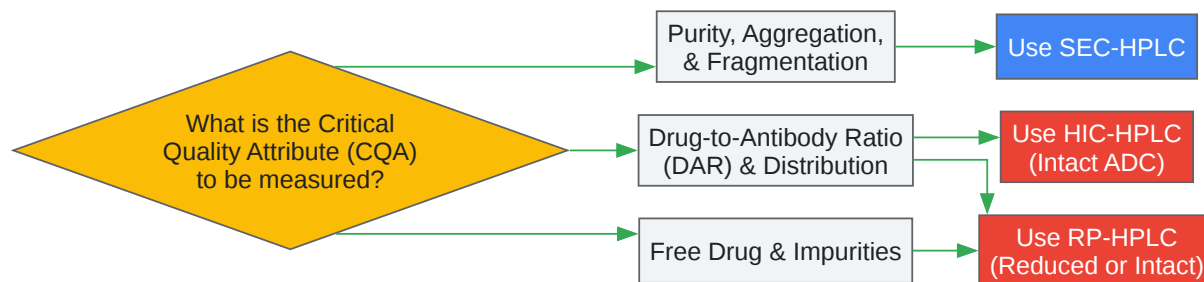 What is the Critical
Quality Attribute (CQA)
to be measured?
Purity, Aggregation,
& Fragmentation
Use SEC-HPLC
Drug-to-Antibody Ratio
(DAR) & Distribution
Use HIC-HPLC
(Intact ADC)
Free Drug & Impurities
Use RP-HPLC
(Reduced or Intact)